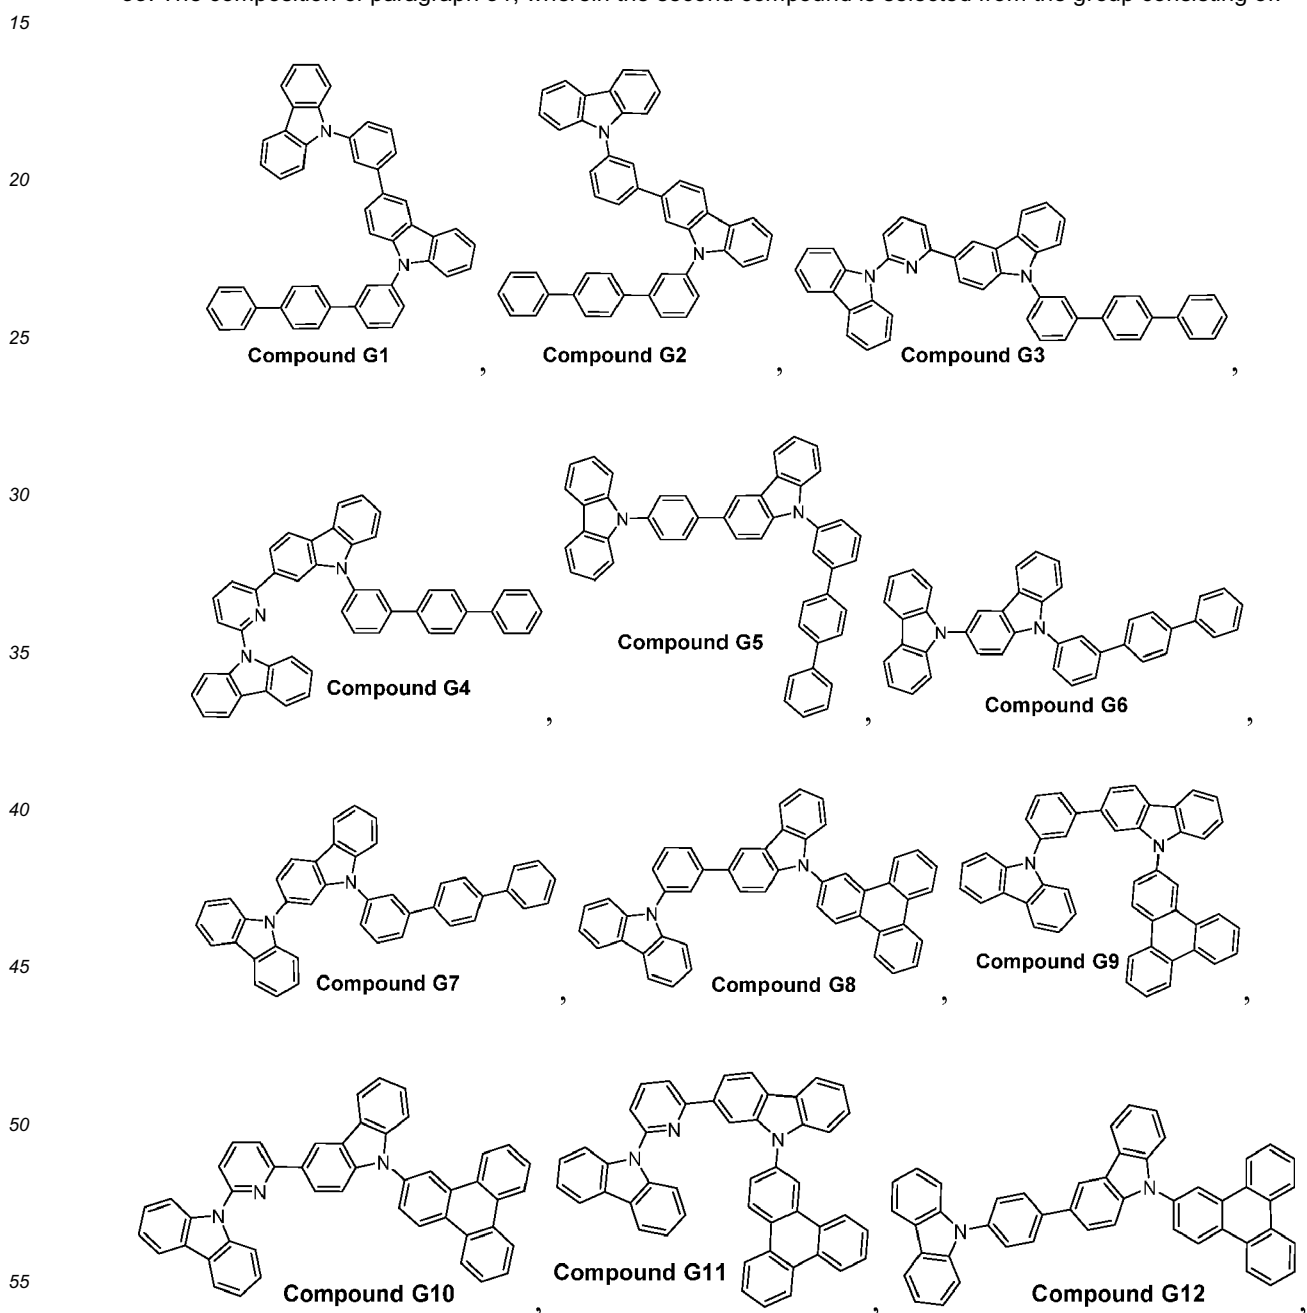 15
N
N
Compound G1 ,
N
N
Compound G2 ,
N
N
N
Compound G3 ,
20
25
30
N
N
N
Compound G4 ,
N
N
Compound G5 ,
N
N
Compound G6 ,
35
40
N
N
Compound G7 ,
N
N
Compound G8 ,
N
N
Compound G9 ,
45
50
N
N
N
Compound G10 ,
N
N
N
Compound G11 ,
N
N
Compound G12 ,
55